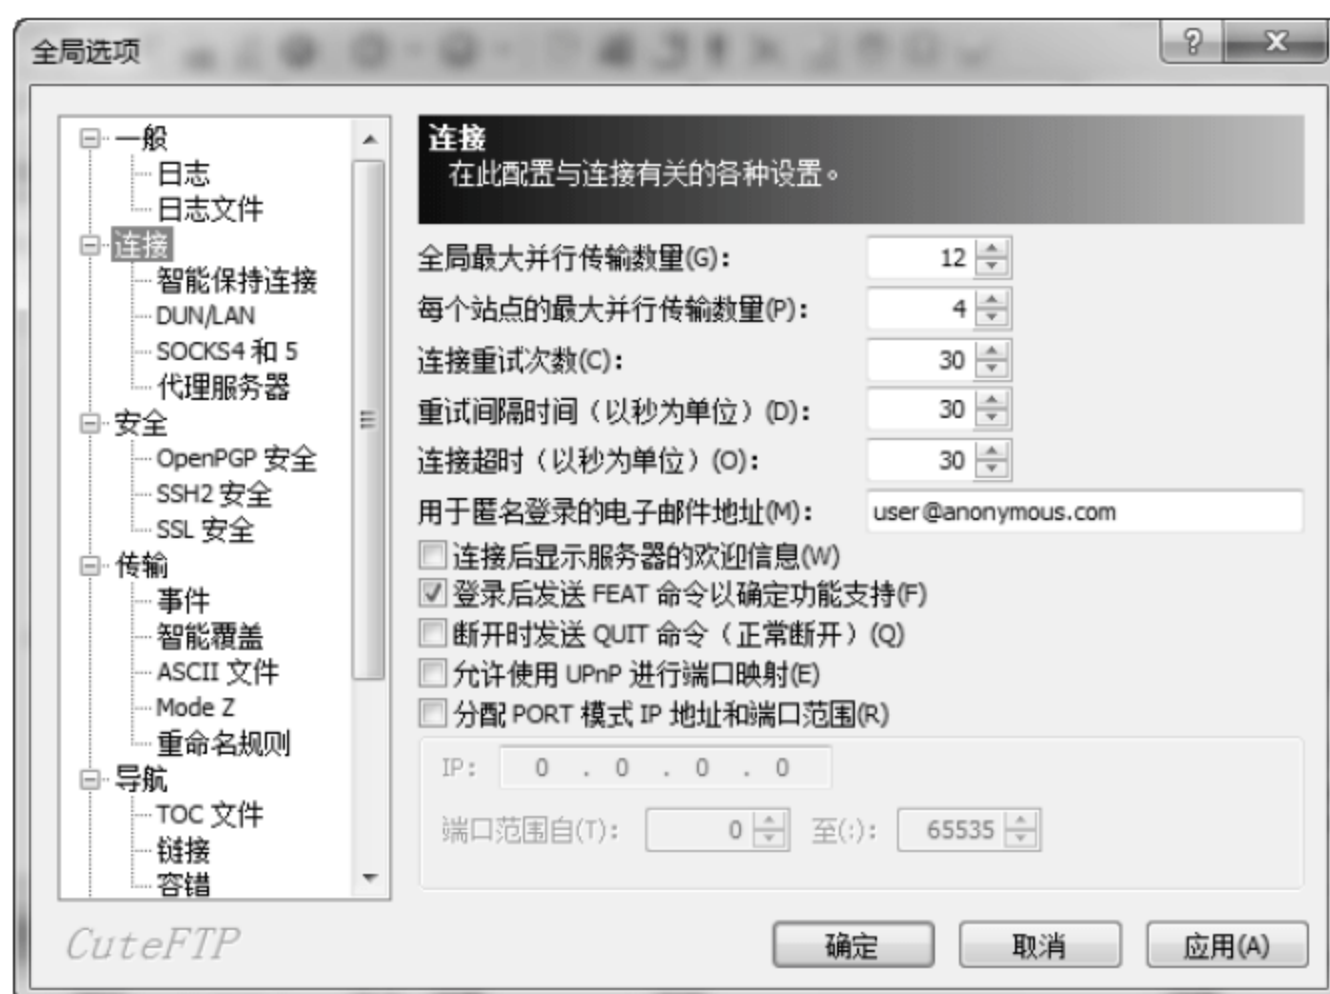 全局选项
一般
日志
日志文件
连接
智能保持连接
DUN/LAN
SOCKS4 和 5
代理服务器
安全
OpenPGP 安全
SSH2 安全
SSL 安全
传输
事件
智能覆盖
ASCII 文件
Mode Z
重命名规则
导航
TOC 文件
链接
容错
连接
在此配置与连接有关的各种设置。
全局最大并行传输数里(G): 12
每个站点的最大并行传输数里(P): 4
连接重试次数(C): 30
重试间隔时间（以秒为单位）(D): 30
连接超时（以秒为单位）(O): 30
用于匿名登录的电子邮件地址(M): user@anonymous.com
连接后显示服务器的欢迎信息(W)
登录后发送 FEAT 命令以确定功能支持(F)
断开时发送 QUIT 命令（正常断开）(Q)
允许使用 UPnP 进行端口映射(E)
分配 PORT 模式 IP 地址和端口范围(R)
IP: 0 . 0 . 0 . 0
端口范围自(T): 0 至(:): 65535
CuteFTP
确定 取消 应用(A)